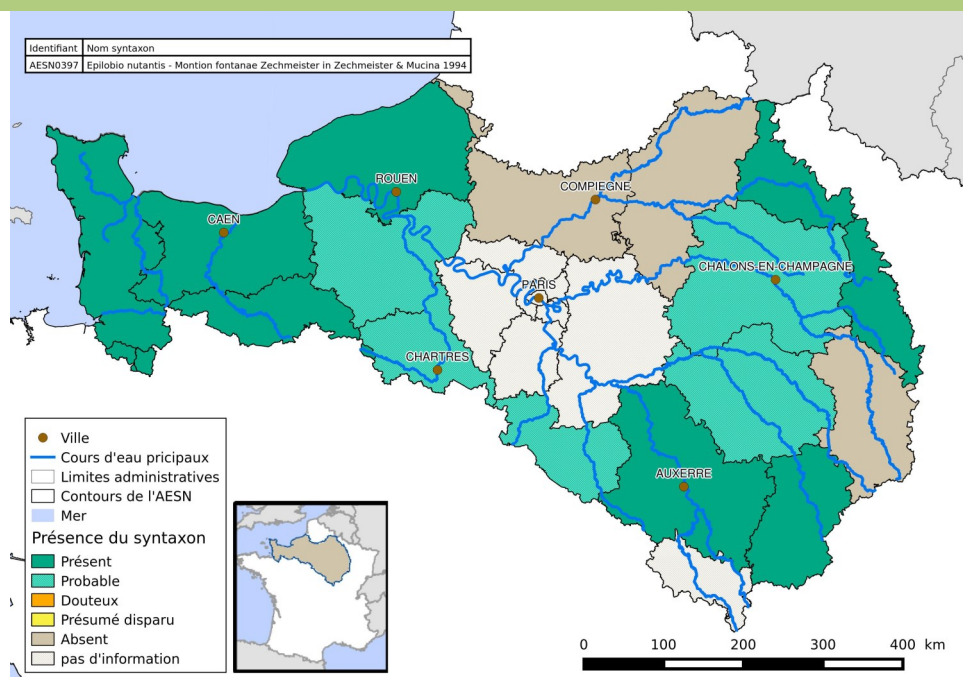 Identifiant Nom syntaxon
AESN0397 Epilobio nutantis - Montion fontanae Zechmeister in Zechmeister & Mucina 1994
ROUEN
COMPIEGNE
CAEN
CHALONS-EN-CHAMPAGNE
PARIS
CHARTRES
AUXERRE
Ville
Cours d'eau pricipaux
Limites administratives
Contours de l'AESN
Mer
Présence du syntaxon
Présent
Probable
Douteux
Présumé disparu
Absent
pas d'information
0 100 200 300 400 km